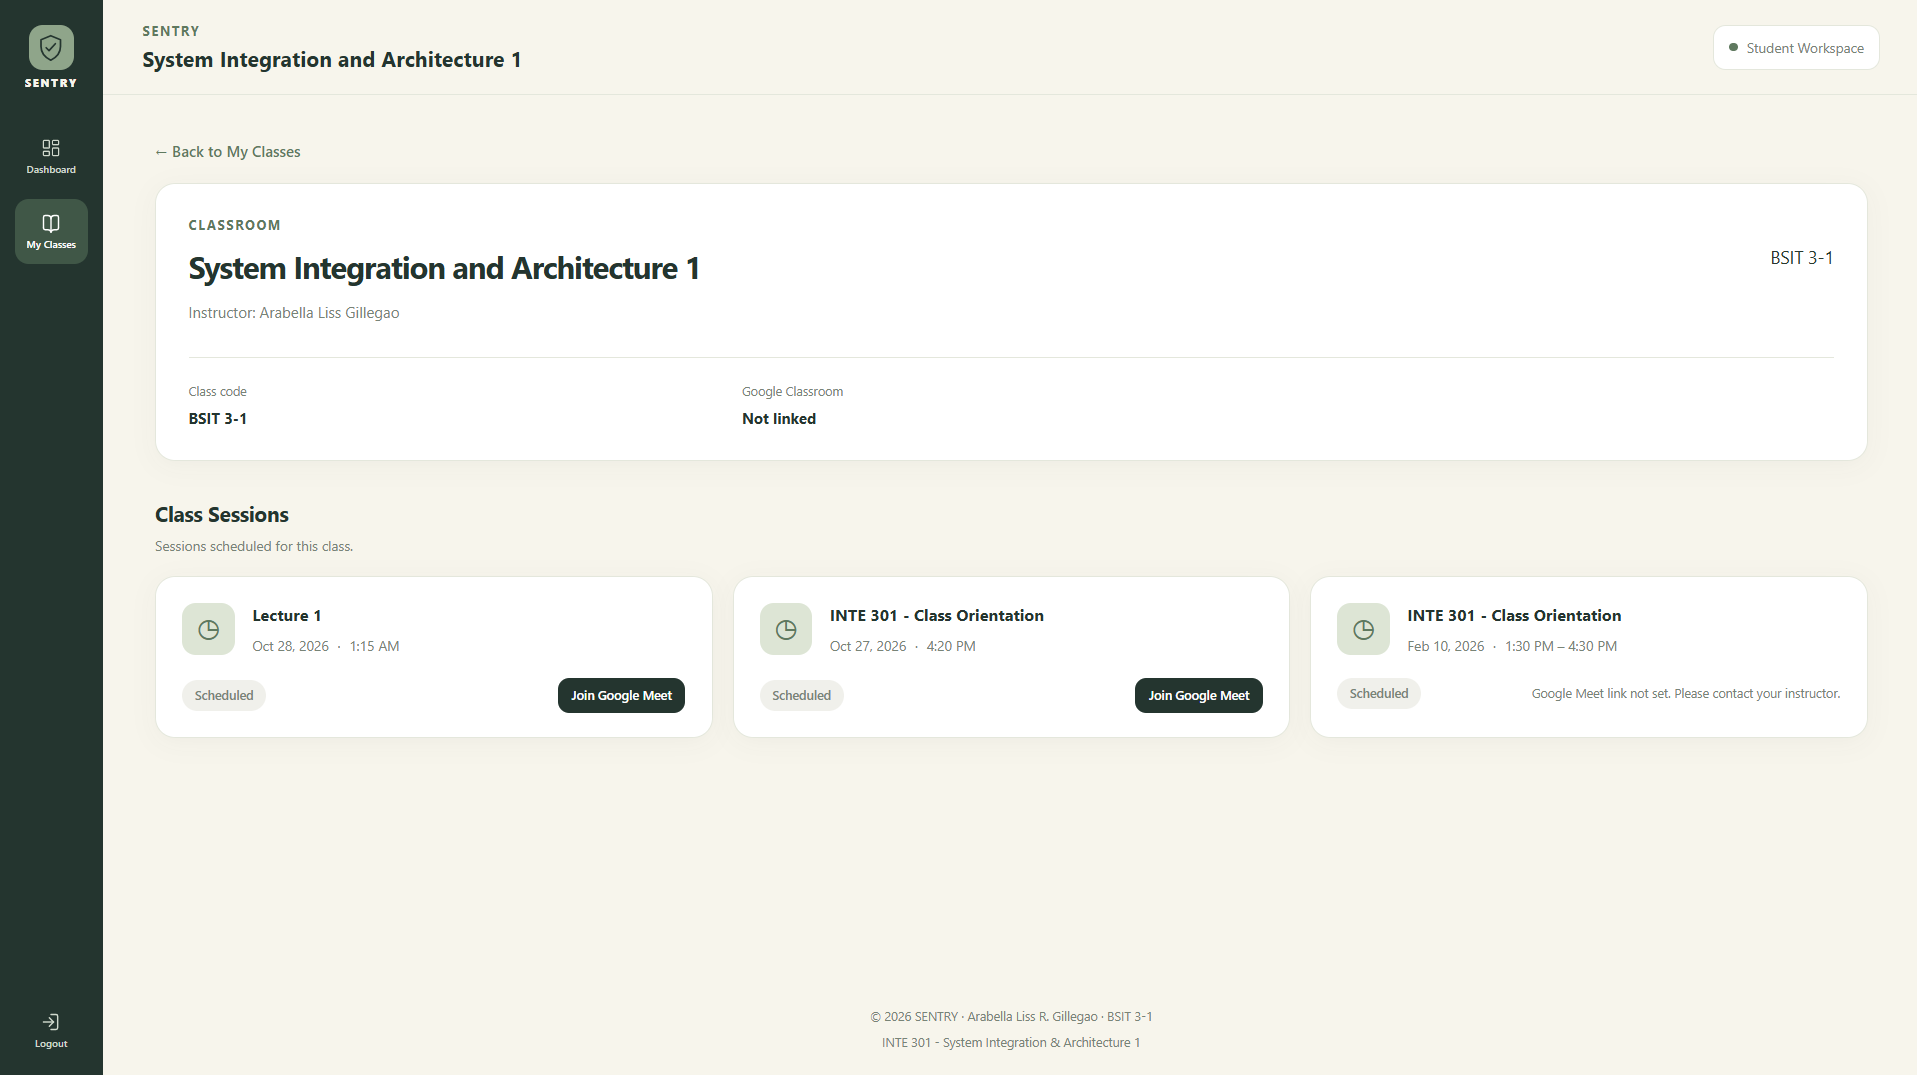 SENTRY
Dashboard
My Classes
Logout
SENTRY
System Integration and Architecture 1
Student Workspace
← Back to My Classes
CLASSROOM
System Integration and Architecture 1
BSIT 3-1
Instructor: Arabella Liss Gillegao
Class code
BSIT 3-1
Google Classroom
Not linked
Class Sessions
Sessions scheduled for this class.
Lecture 1
Oct 28, 2026 · 1:15 AM
Scheduled
Join Google Meet
INTE 301 - Class Orientation
Oct 27, 2026 · 4:20 PM
Scheduled
Join Google Meet
INTE 301 - Class Orientation
Feb 10, 2026 · 1:30 PM – 4:30 PM
Scheduled
Google Meet link not set. Please contact your instructor.
© 2026 SENTRY · Arabella Liss R. Gillegao · BSIT 3-1
INTE 301 - System Integration & Architecture 1